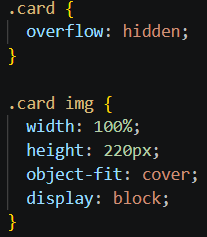 .card {
  overflow: hidden;
}

.card img {
  width: 100%;
  height: 220px;
  object-fit: cover;
  display: block;
}